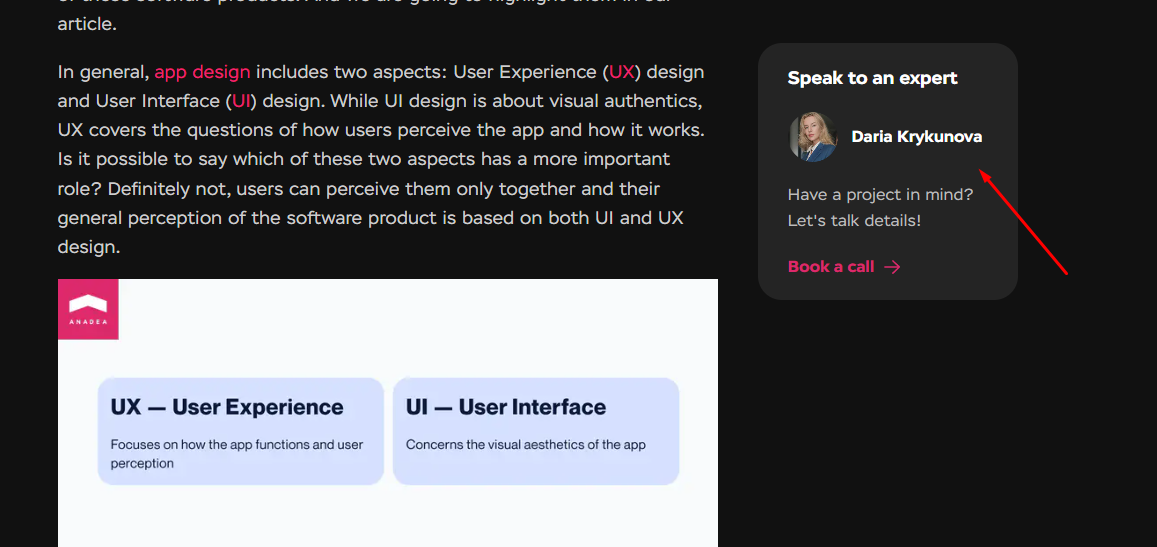 article.
In general, app design includes two aspects: User Experience (UX) design
and User Interface (UI) design. While UI design is about visual authentics,
UX covers the questions of how users perceive the app and how it works.
Is it possible to say which of these two aspects has a more important
role? Definitely not, users can perceive them only together and their
general perception of the software product is based on both UI and UX
design.
ANADEA
UX — User Experience
Focuses on how the app functions and user
perception
UI — User Interface
Concerns the visual aesthetics of the app
Speak to an expert
Daria Krykunova
Have a project in mind?
Let's talk details!
Book a call →